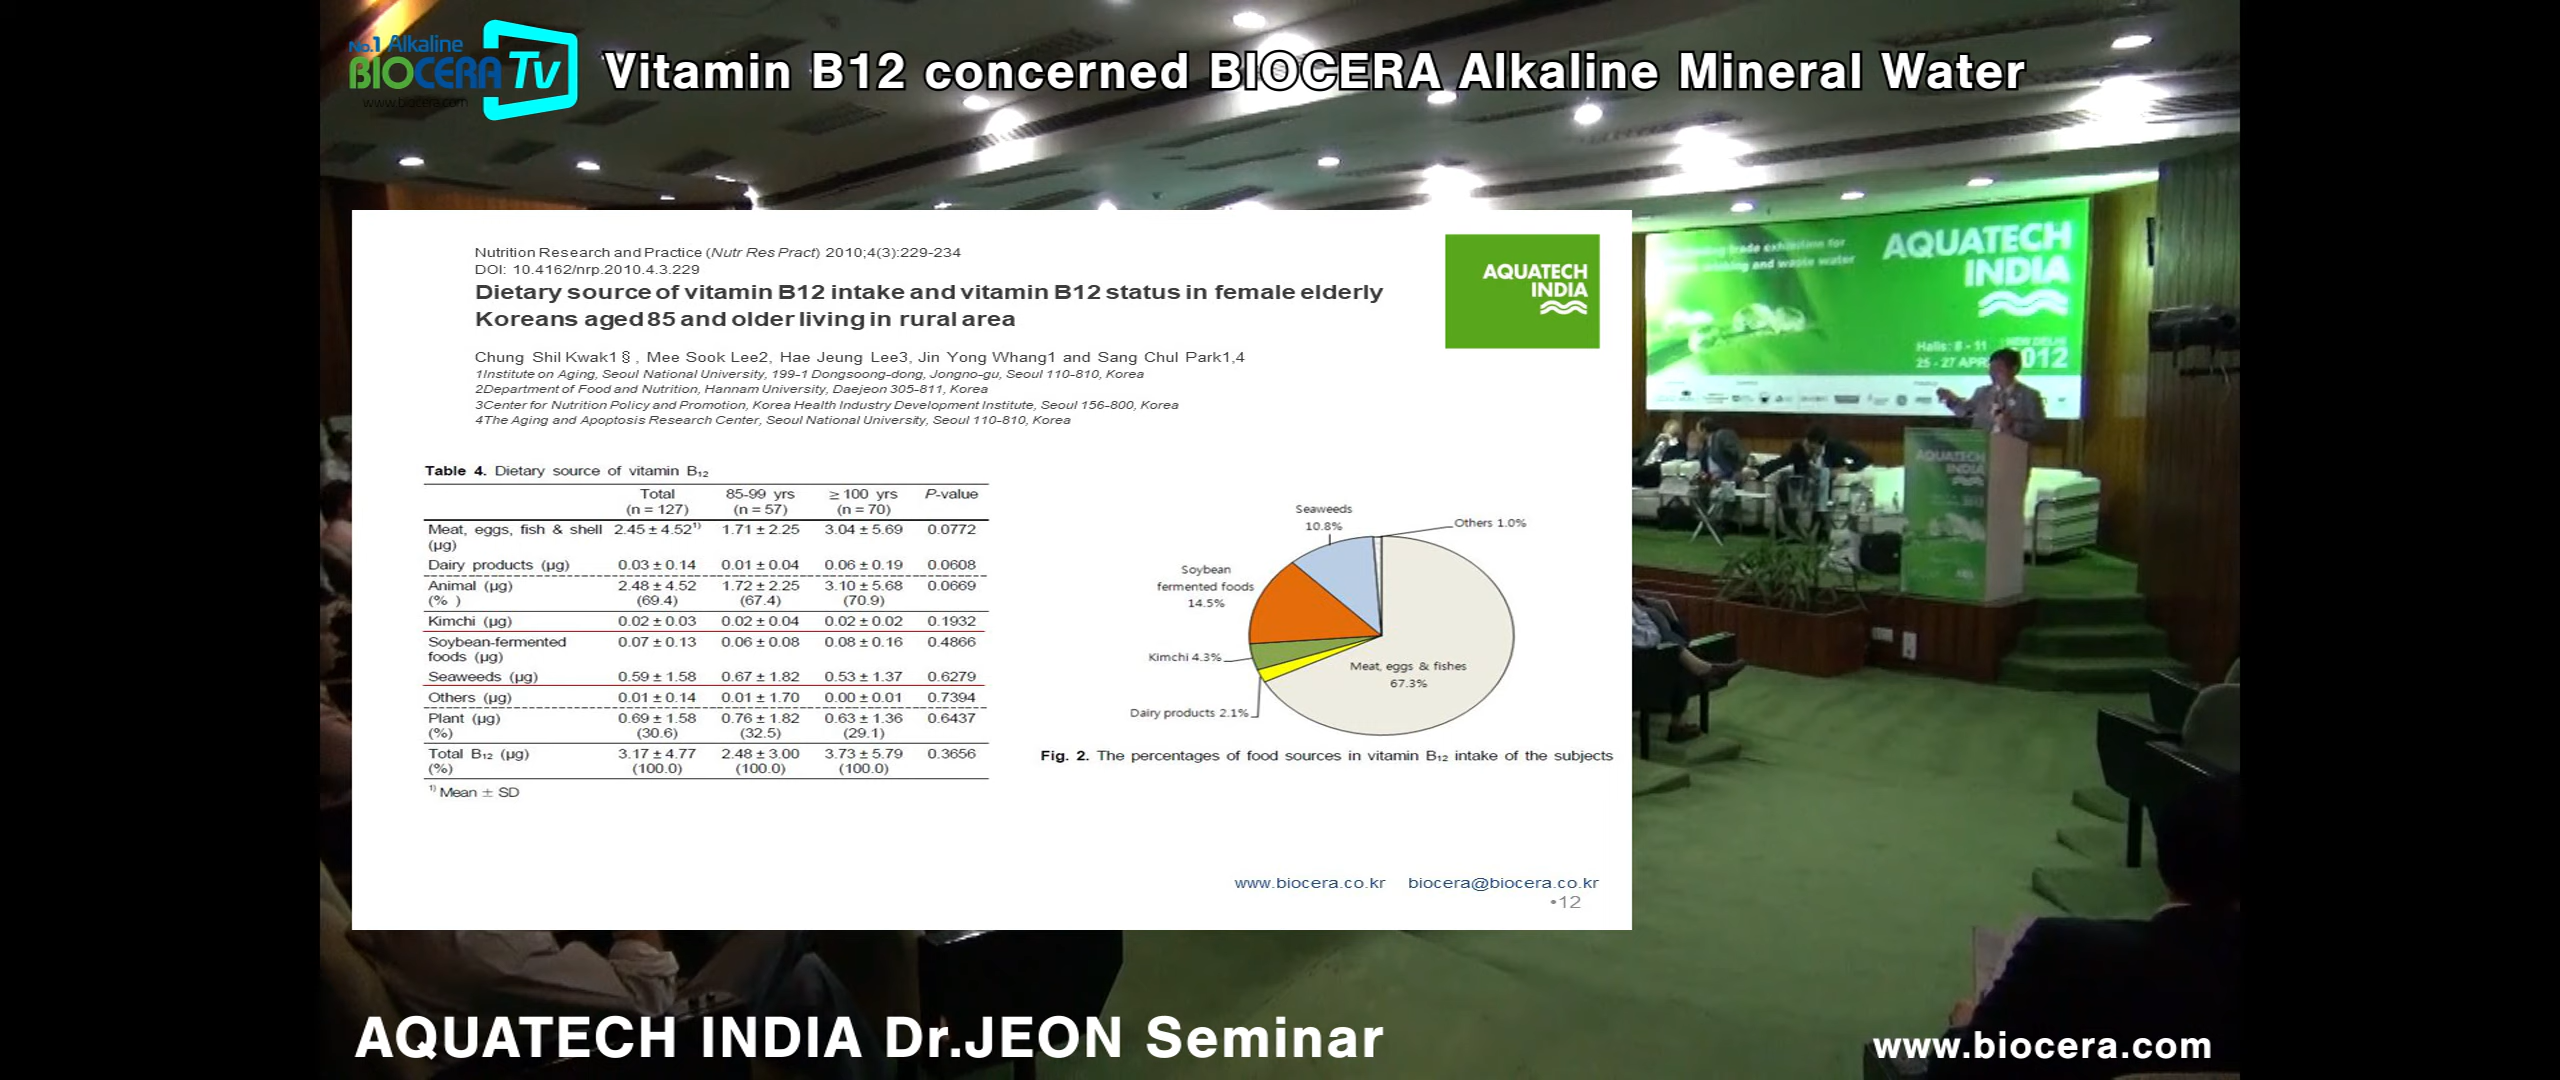 No.1 Alkaline
BIOCERA Tv
www.biocera.com
Vitamin B12 concerned BIOCERA Alkaline Mineral Water
Nutrition Research and Practice (Nutr Res Pract) 2010;4(3):229-234
DOI: 10.4162/nrp.2010.4.3.229
Dietary source of vitamin B12 intake and vitamin B12 status in female elderly
Koreans aged 85 and older living in rural area
Chung Shil Kwak1§, Mee Sook Lee2, Hae Jeung Lee3, Jin Yong Whang1 and Sang Chul Park1,4
1Institute on Aging, Seoul National University, 199-1 Dongsoong-dong, Jongno-gu, Seoul 110-810, Korea
2Department of Food and Nutrition, Hannam University, Daejeon 305-811, Korea
3Center for Nutrition Policy and Promotion, Korea Health Industry Development Institute, Seoul 156-800, Korea
4The Aging and Apoptosis Research Center, Seoul National University, Seoul 110-810, Korea
AQUATECH
INDIA
Table 4. Dietary source of vitamin B₁₂
Total 85-99 yrs ≥ 100 yrs P-value
(n = 127) (n = 57) (n = 70)
Meat, eggs, fish & shell 2.45 ± 4.52¹⁾ 1.71 ± 2.25 3.04 ± 5.69 0.0772
(μg)
Dairy products (μg) 0.03 ± 0.14 0.01 ± 0.04 0.06 ± 0.19 0.0608
Animal (μg) 2.48 ± 4.52 1.72 ± 2.25 3.10 ± 5.68 0.0669
(% ) (69.4) (67.4) (70.9)
Kimchi (μg) 0.02 ± 0.03 0.02 ± 0.04 0.02 ± 0.02 0.1932
Soybean-fermented 0.07 ± 0.13 0.06 ± 0.08 0.08 ± 0.16 0.4866
foods (μg)
Seaweeds (μg) 0.59 ± 1.58 0.67 ± 1.82 0.53 ± 1.37 0.6279
Others (μg) 0.01 ± 0.14 0.01 ± 1.70 0.00 ± 0.01 0.7394
Plant (μg) 0.69 ± 1.58 0.76 ± 1.82 0.63 ± 1.36 0.6437
(%) (30.6) (32.5) (29.1)
Total B₁₂ (μg) 3.17 ± 4.77 2.48 ± 3.00 3.73 ± 5.79 0.3656
(%) (100.0) (100.0) (100.0)
¹⁾ Mean ± SD
Seaweeds
10.8%
Others 1.0%
Soybean
fermented foods
14.5%
Kimchi 4.3%
Meat, eggs & fishes
67.3%
Dairy products 2.1%
Fig. 2. The percentages of food sources in vitamin B₁₂ intake of the subjects
www.biocera.co.kr biocera@biocera.co.kr
•12
trade exhibition for
drinking and waste water
AQUATECH
INDIA
Halls: 8 - 11 NEW DELHI
25 - 27 APR 2012
AQUATECH
INDIA
AQUATECH INDIA Dr.JEON Seminar
www.biocera.com